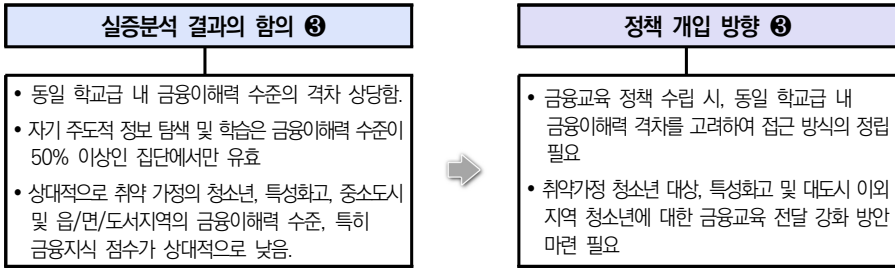 실증분석 결과의 함의 ❸
• 동일 학교급 내 금융이해력 수준의 격차 상당함.
• 자기 주도적 정보 탐색 및 학습은 금융이해력 수준이
50% 이상인 집단에서만 유효
• 상대적으로 취약 가정의 청소년, 특성화고, 중소도시
및 읍/면/도서지역의 금융이해력 수준, 특히
금융지식 점수가 상대적으로 낮음.
정책 개입 방향 ❸
• 금융교육 정책 수립 시, 동일 학교급 내
금융이해력 격차를 고려하여 접근 방식의 정립
필요
• 취약가정 청소년 대상, 특성화고 및 대도시 이외
지역 청소년에 대한 금융교육 전달 강화 방안
마련 필요